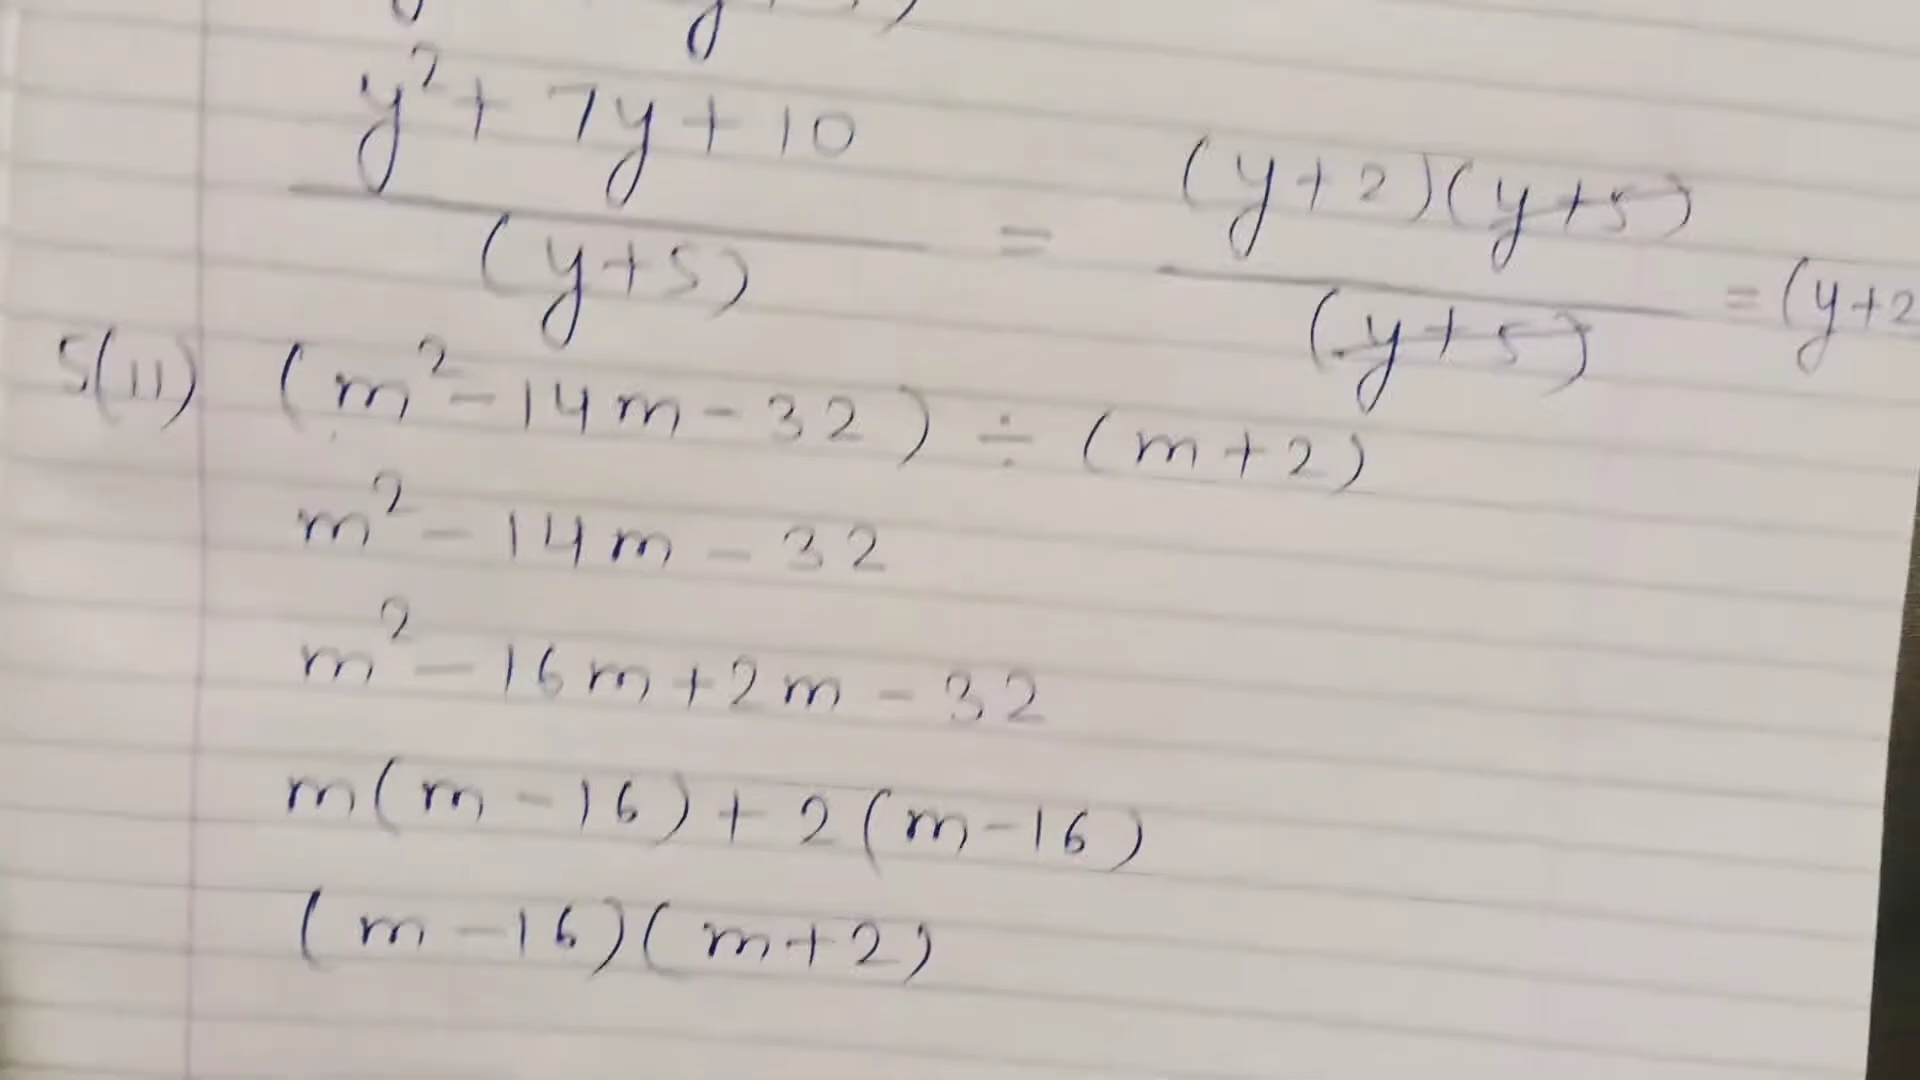 y² + 7y + 10 / (y+5) = (y+2)(y+5) / (y+5) = (y+2
5(11) (m² - 14m - 32) ÷ (m+2)
m² - 14m - 32
m² - 16m + 2m - 32
m(m - 16) + 2(m - 16)
(m - 16)(m + 2)